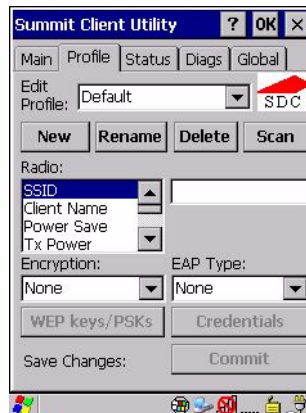 Summit Client Utility ? OK ×
Main Profile Status Diags Global
Edit
Profile: Default
SDC
New Rename Delete Scan
Radio:
SSID
Client Name
Power Save
Tx Power
Encryption: EAP Type:
None None
WEP keys/PSKs Credentials
Save Changes: Commit